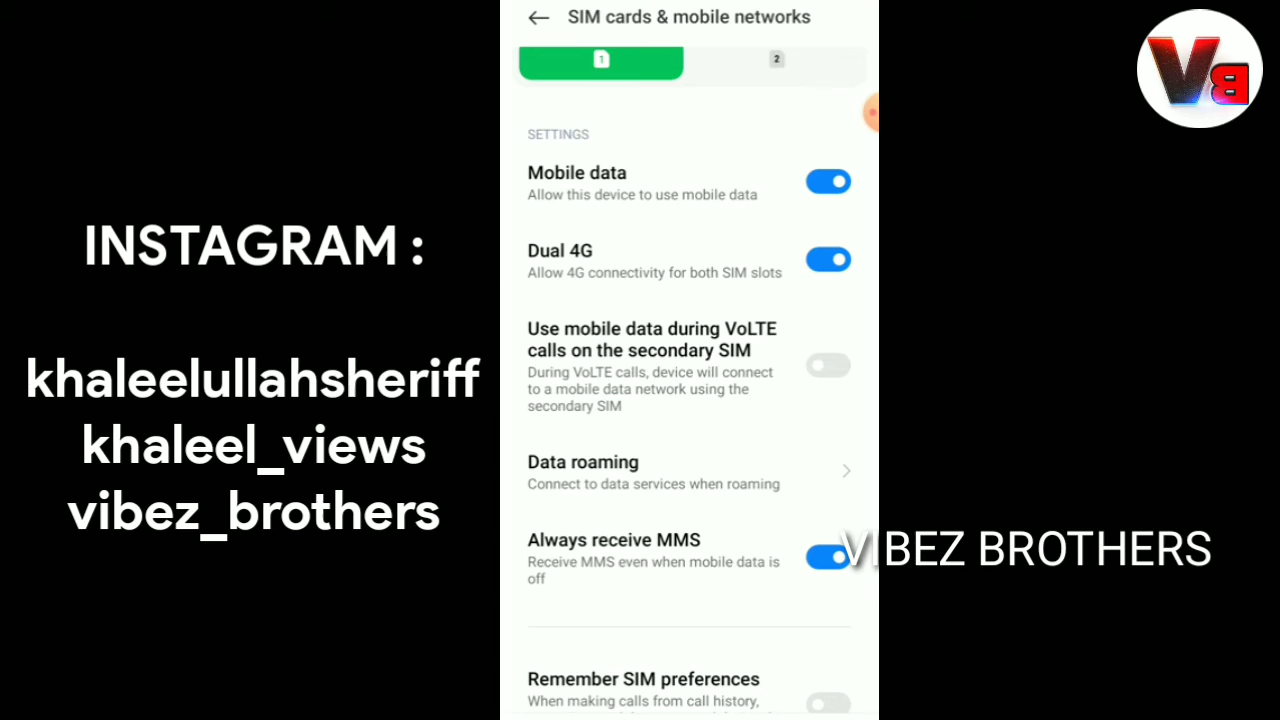 SIM cards & mobile networks
1
2
VB
SETTINGS
Mobile data
Allow this device to use mobile data
Dual 4G
Allow 4G connectivity for both SIM slots
Use mobile data during VoLTE
calls on the secondary SIM
During VoLTE calls, device will connect
to a mobile data network using the
secondary SIM
Data roaming
Connect to data services when roaming
Always receive MMS
Receive MMS even when mobile data is
off
Remember SIM preferences
When making calls from call history,
INSTAGRAM :
khaleelullahsheriff
khaleel_views
vibez_brothers
VIBEZ BROTHERS